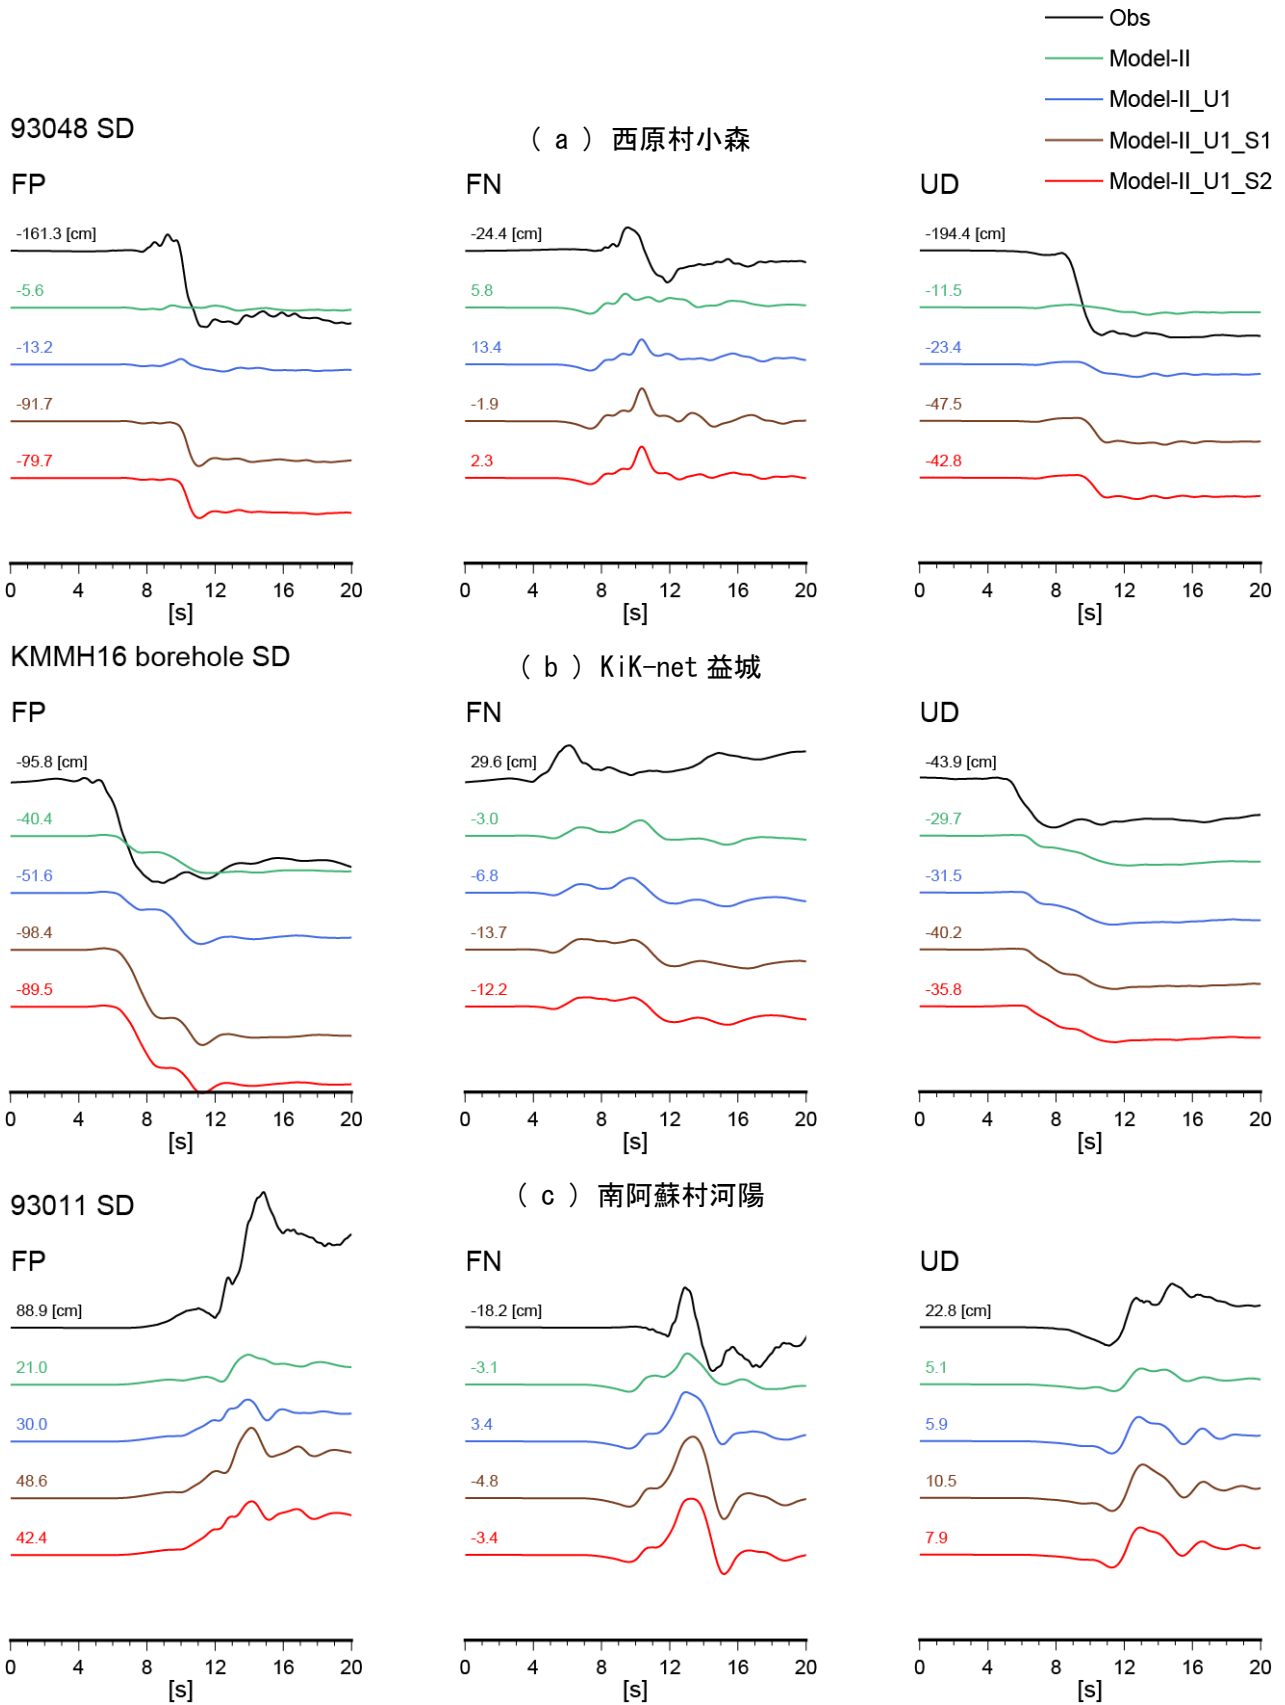 Obs
Model-II
Model-II_U1
Model-II_U1_S1
Model-II_U1_S2
93048 SD
( a ) 西原村小森
FP
FN
UD
-161.3 [cm]
-5.6
-13.2
-91.7
-79.7
0 4 8 12 16 20
[s]
-24.4 [cm]
5.8
13.4
-1.9
2.3
0 4 8 12 16 20
[s]
-194.4 [cm]
-11.5
-23.4
-47.5
-42.8
0 4 8 12 16 20
[s]
KMMH16 borehole SD
( b ) KiK-net 益城
FP
FN
UD
-95.8 [cm]
-40.4
-51.6
-98.4
-89.5
0 4 8 12 16 20
[s]
29.6 [cm]
-3.0
-6.8
-13.7
-12.2
0 4 8 12 16 20
[s]
-43.9 [cm]
-29.7
-31.5
-40.2
-35.8
0 4 8 12 16 20
[s]
93011 SD
( c ) 南阿蘇村河陽
FP
FN
UD
88.9 [cm]
21.0
30.0
48.6
42.4
0 4 8 12 16 20
[s]
-18.2 [cm]
-3.1
3.4
-4.8
-3.4
0 4 8 12 16 20
[s]
22.8 [cm]
5.1
5.9
10.5
7.9
0 4 8 12 16 20
[s]